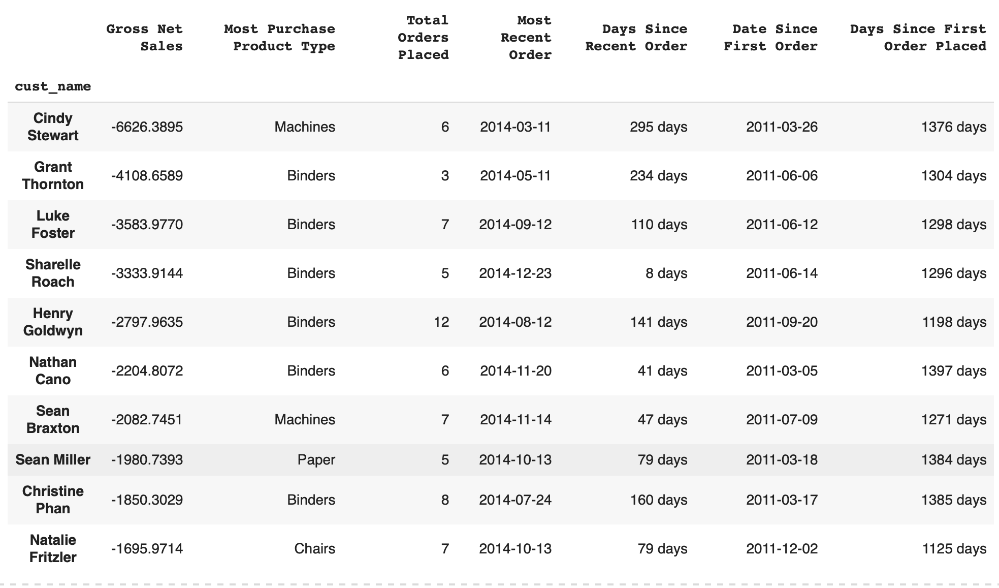 Gross Net Sales Most Purchase Product Type Total Orders Placed Most Recent Order Days Since Recent Order Date Since First Order Days Since First Order Placed
cust_name
Cindy Stewart -6626.3895 Machines 6 2014-03-11 295 days 2011-03-26 1376 days
Grant Thornton -4108.6589 Binders 3 2014-05-11 234 days 2011-06-06 1304 days
Luke Foster -3583.9770 Binders 7 2014-09-12 110 days 2011-06-12 1298 days
Sharelle Roach -3333.9144 Binders 5 2014-12-23 8 days 2011-06-14 1296 days
Henry Goldwyn -2797.9635 Binders 12 2014-08-12 141 days 2011-09-20 1198 days
Nathan Cano -2204.8072 Binders 6 2014-11-20 41 days 2011-03-05 1397 days
Sean Braxton -2082.7451 Machines 7 2014-11-14 47 days 2011-07-09 1271 days
Sean Miller -1980.7393 Paper 5 2014-10-13 79 days 2011-03-18 1384 days
Christine Phan -1850.3029 Binders 8 2014-07-24 160 days 2011-03-17 1385 days
Natalie Fritzler -1695.9714 Chairs 7 2014-10-13 79 days 2011-12-02 1125 days